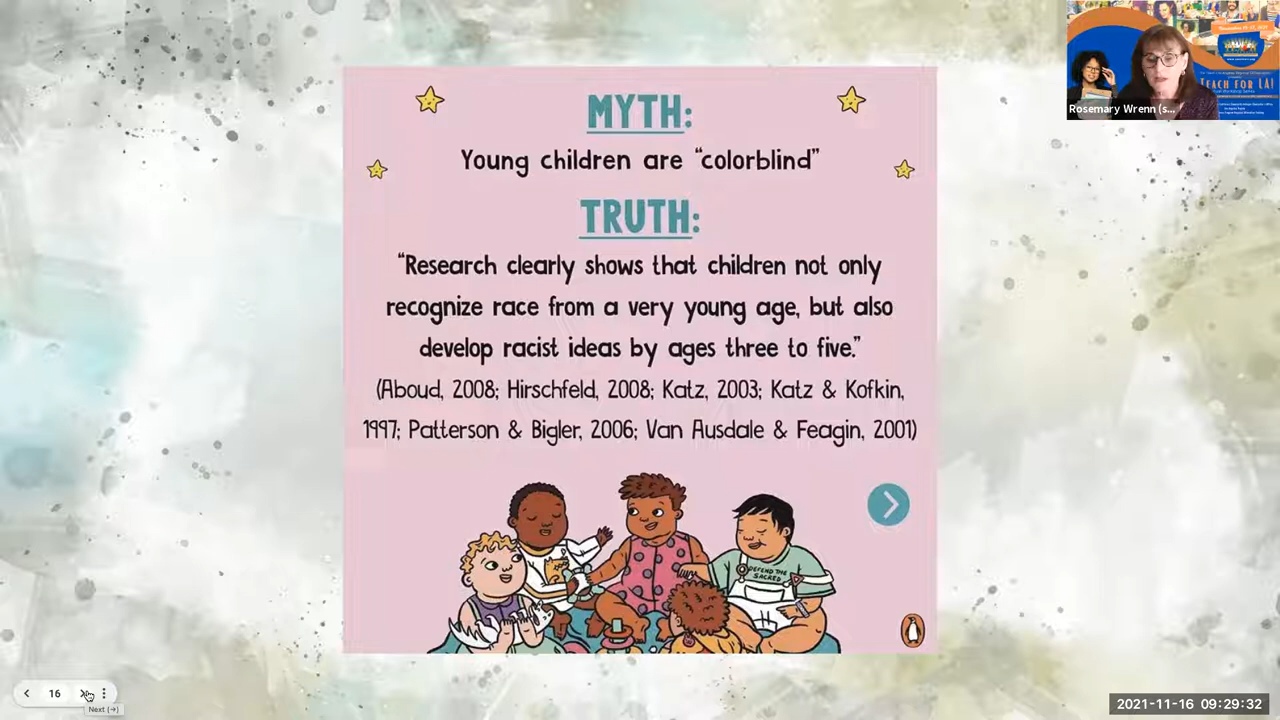 MYTH:
Young children are “colorblind”
TRUTH:
“Research clearly shows that children not only
recognize race from a very young age, but also
develop racist ideas by ages three to five.”
(Aboud, 2008; Hirschfeld, 2008; Katz, 2003; Katz & Kofkin,
1997; Patterson & Bigler, 2006; Van Ausdale & Feagin, 2001)
DEFEND THE
SACRED
TEACH FOR LA!
Rosemary Wrenn (s...
16
Next (→)
2021-11-16 09:29:32